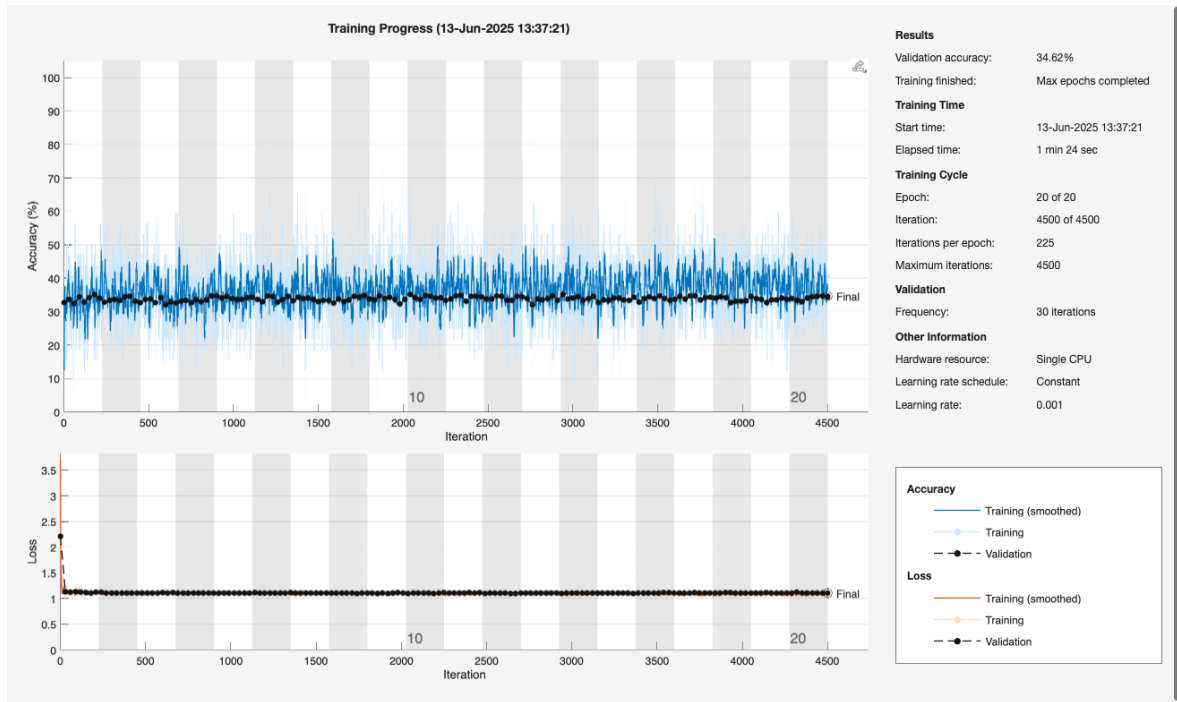 Training Progress (13-Jun-2025 13:37:21)
100
90
80
70
60
50
40
30
20
10
0
Accuracy (%)
Final
10
20
0 500 1000 1500 2000 2500 3000 3500 4000 4500
Iteration
3.5
3
2.5
2
1.5
1
0.5
0
Loss
Final
10
20
0 500 1000 1500 2000 2500 3000 3500 4000 4500
Iteration
Results
Validation accuracy: 34.62%
Training finished: Max epochs completed
Training Time
Start time: 13-Jun-2025 13:37:21
Elapsed time: 1 min 24 sec
Training Cycle
Epoch: 20 of 20
Iteration: 4500 of 4500
Iterations per epoch: 225
Maximum iterations: 4500
Validation
Frequency: 30 iterations
Other Information
Hardware resource: Single CPU
Learning rate schedule: Constant
Learning rate: 0.001
Accuracy
Training (smoothed)
Training
Validation
Loss
Training (smoothed)
Training
Validation